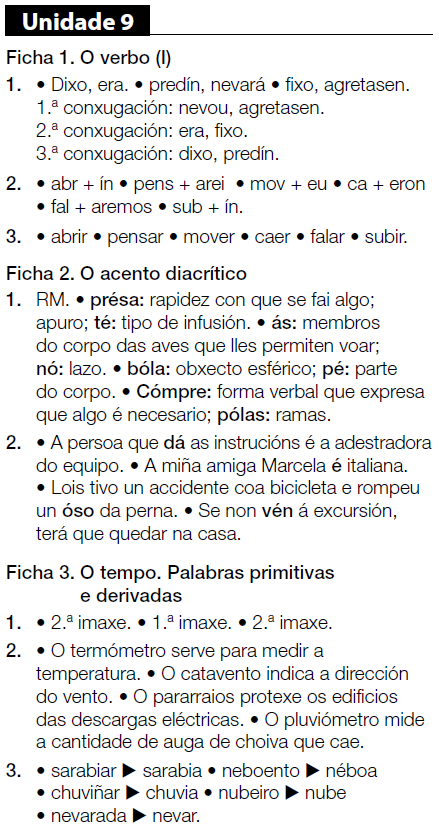 Unidade 9
Ficha 1. O verbo (I)
1. • Dixo, era. • predín, nevará • fixo, agretasen.
1.ª conxugación: nevou, agretasen.
2.ª conxugación: era, fixo.
3.ª conxugación: dixo, predín.
2. • abr + ín • pens + arei • mov + eu • ca + eron
• fal + aremos • sub + ín.
3. • abrir • pensar • mover • caer • falar • subir.
Ficha 2. O acento diacrítico
1. RM. • présa: rapidez con que se fai algo;
apuro; té: tipo de infusión. • ás: membros
do corpo das aves que lles permiten voar;
nó: lazo. • bóla: obxecto esférico; pé: parte
do corpo. • Cómpre: forma verbal que expresa
que algo é necesario; pólas: ramas.
2. • A persoa que dá as instrucións é a adestradora
do equipo. • A miña amiga Marcela é italiana.
• Lois tivo un accidente coa bicicleta e rompeu
un óso da perna. • Se non vén á excursión,
terá que quedar na casa.
Ficha 3. O tempo. Palabras primitivas
e derivadas
1. • 2.ª imaxe. • 1.ª imaxe. • 2.ª imaxe.
2. • O termómetro serve para medir a
temperatura. • O catavento indica a dirección
do vento. • O pararraios protexe os edificios
das descargas eléctricas. • O pluviómetro mide
a cantidade de auga de choiva que cae.
3. • sarabiar ▶ sarabia • neboento ▶ néboa
• chuviñar ▶ chuvia • nubeiro ▶ nube
• nevarada ▶ nevar.